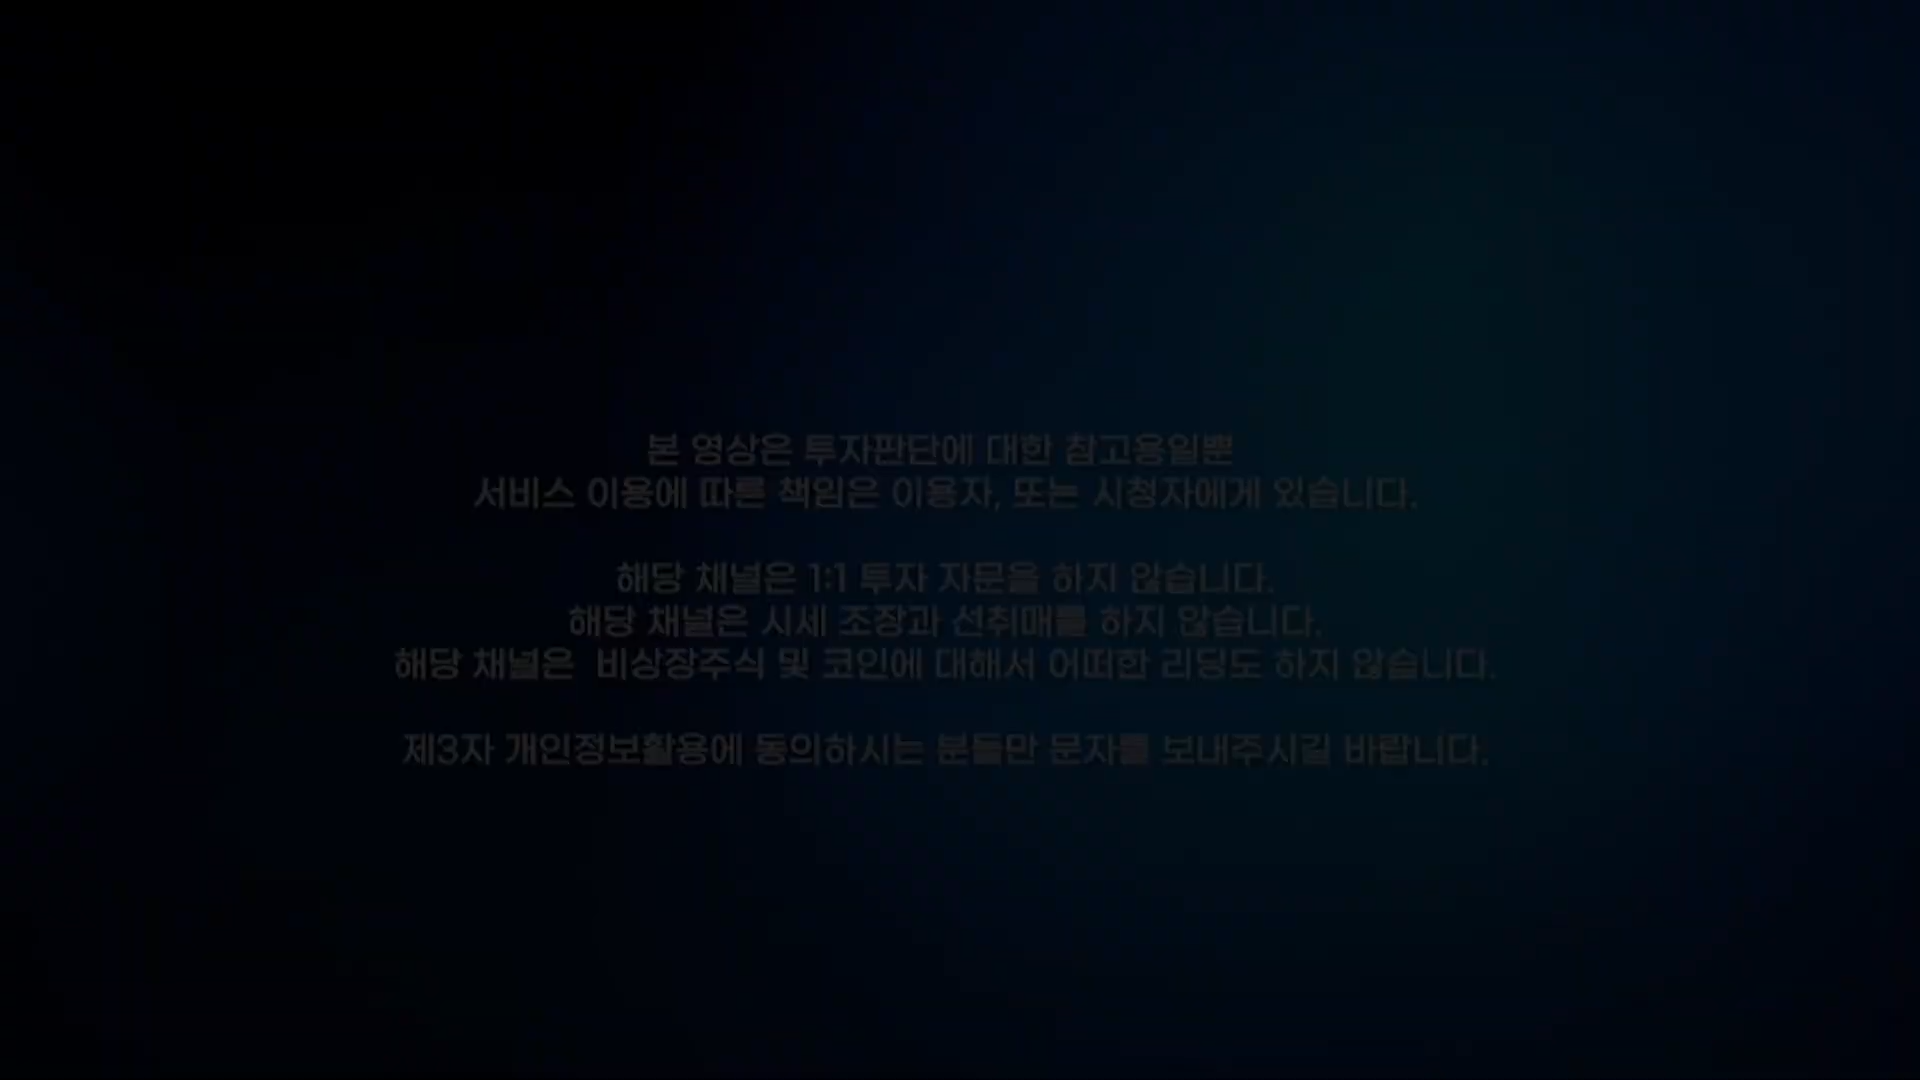 본 영상은 투자판단에 대한 참고용일뿐
서비스 이용에 따른 책임은 이용자, 또는 시청자에게 있습니다.
해당 채널은 1:1 투자 자문을 하지 않습니다.
해당 채널은 시세 조장과 선취매를 하지 않습니다.
해당 채널은 비상장주식 및 코인에 대해서 어떠한 리딩도 하지 않습니다.
제3자 개인정보활용에 동의하시는 분들만 문자를 보내주시길 바랍니다.